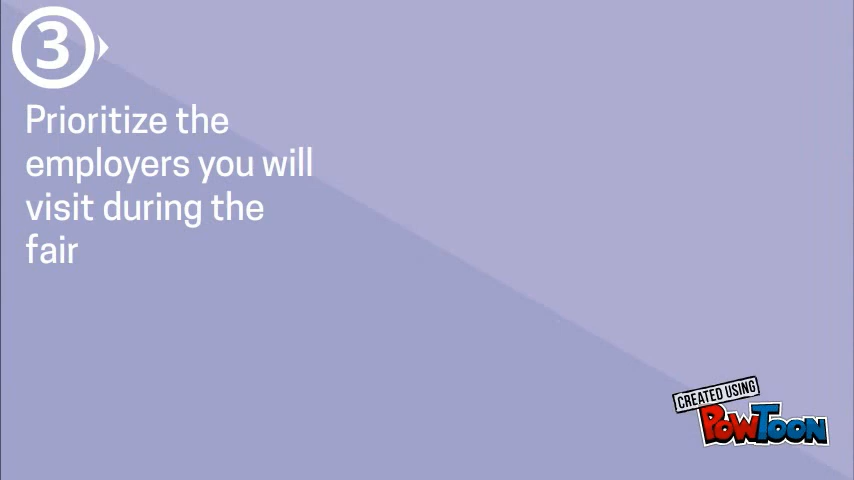 3
Prioritize the
employers you will
visit during the
fair
CREATED USING
POWTOON